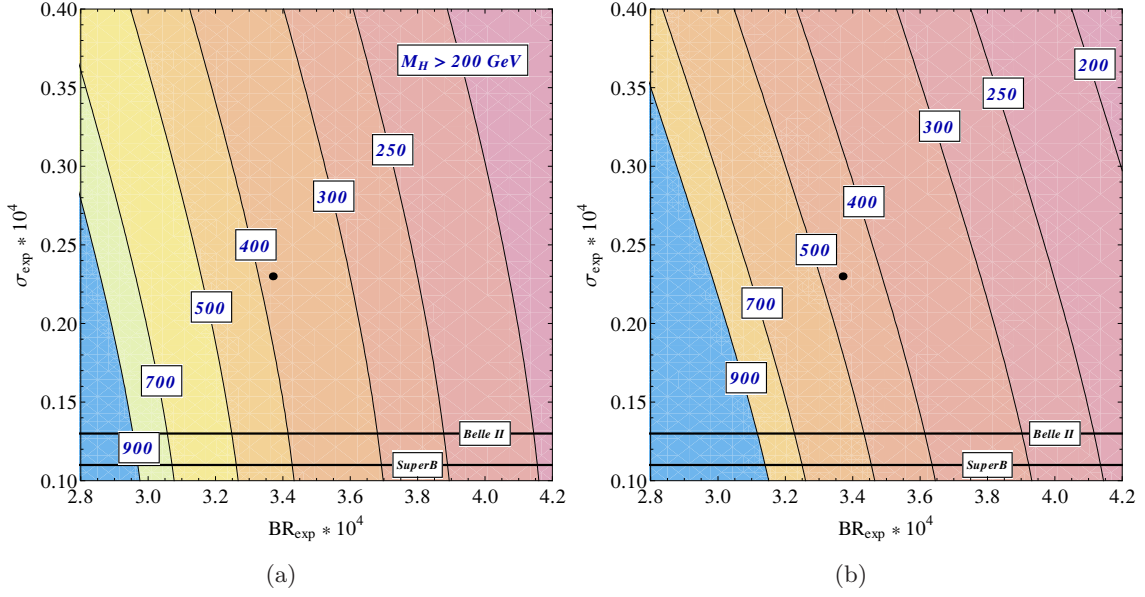 0.40
0.35
0.30
0.25
0.20
0.15
0.10
σexp * 10^4
M_H > 200 GeV
250
300
400
500
700
900
Belle II
SuperB
2.8 3.0 3.2 3.4 3.6 3.8 4.0 4.2
BRexp * 10^4
(a)
0.40
0.35
0.30
0.25
0.20
0.15
0.10
σexp * 10^4
200
250
300
400
500
700
900
Belle II
SuperB
2.8 3.0 3.2 3.4 3.6 3.8 4.0 4.2
BRexp * 10^4
(b)